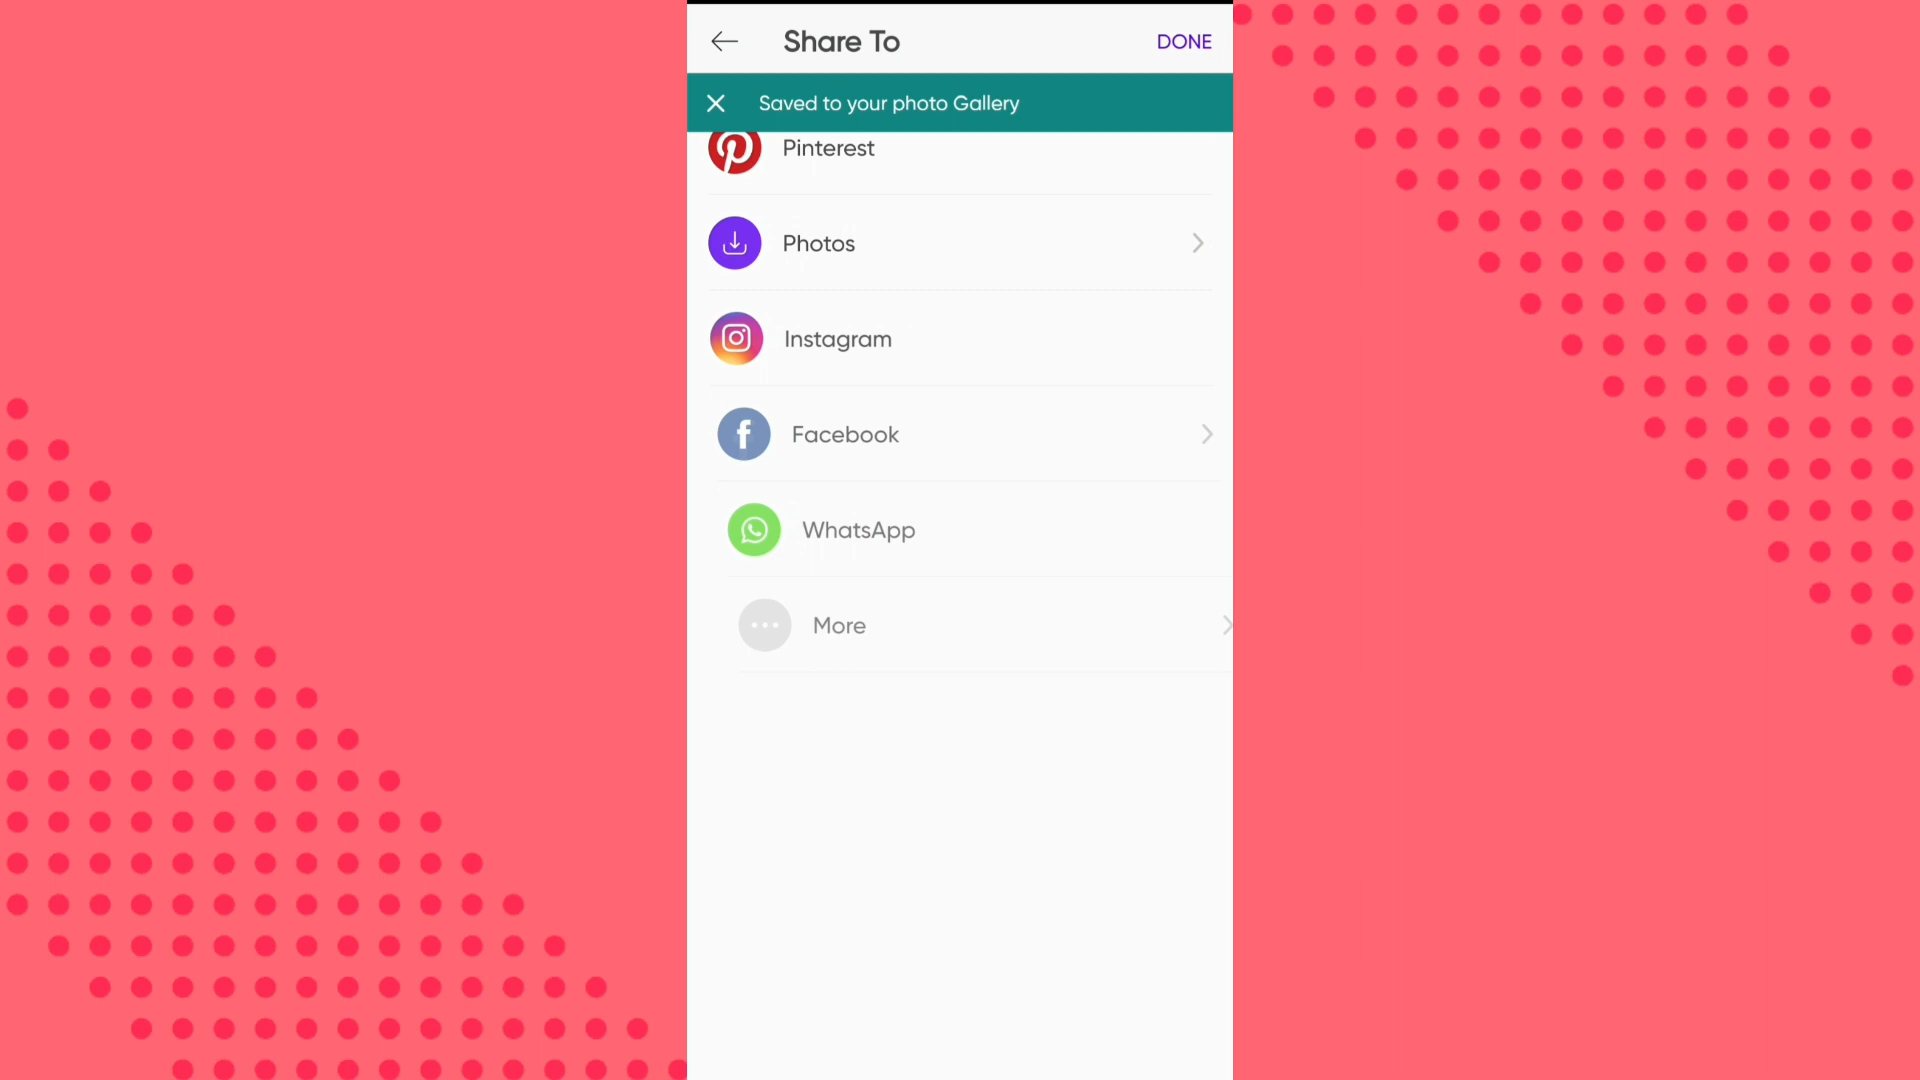 Share To
DONE
Saved to your photo Gallery
Pinterest
Photos
Instagram
Facebook
WhatsApp
More